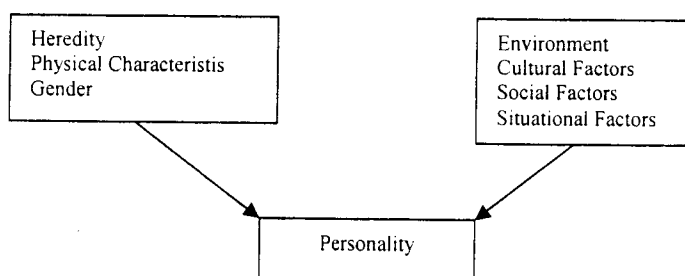 Heredity
Physical Characteristis
Gender
Environment
Cultural Factors
Social Factors
Situational Factors
Personality